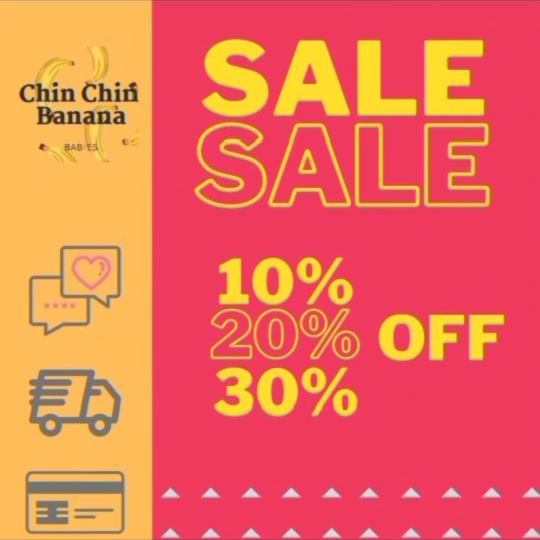 Chin Chin
Banana
BABIES
SALE
SALE
10%
20% OFF
30%